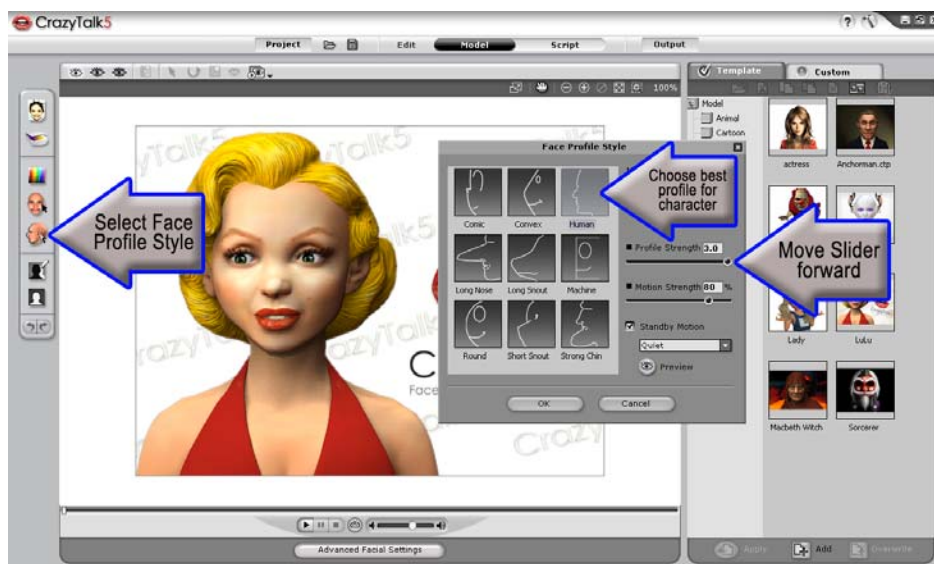 CrazyTalk5
Project
Edit
Model
Script
Output
100%
Template
Custom
Model
Animal
Cartoon
actress
Anchorman.ctp
Lady
LuLu
Macbeth Witch
Sorcerer
Apply
Add
Overwrite
Select Face
Profile Style
Face Profile Style
Comic
Convex
Human
Long Nose
Long Snout
Machine
Round
Short Snout
Strong Chin
Choose best
profile for
character
Profile Strength 3.0
Move Slider
forward
Motion Strength 80 %
Standby Motion
Quiet
Preview
OK
Cancel
Advanced Facial Settings